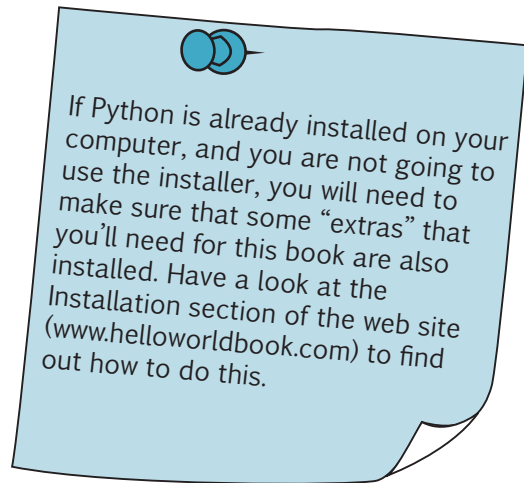 If Python is already installed on your
computer, and you are not going to
use the installer, you will need to
make sure that some “extras” that
you’ll need for this book are also
installed. Have a look at the
Installation section of the web site
(www.helloworldbook.com) to find
out how to do this.